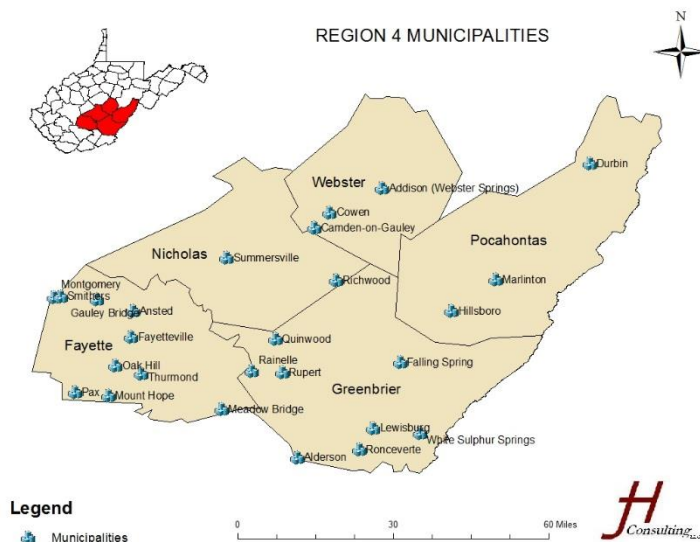 REGION 4 MUNICIPALITIES
N
Webster
Durbin
Addison (Webster Springs)
Cowen
Camden-on-Gauley
Pocahontas
Nicholas
Summersville
Richwood
Marlinton
Montgomery
Smithers
Gauley Bridge
Ansted
Hillsboro
Fayette
Fayetteville
Quinwood
Oak Hill
Thurmond
Rainelle
Rupert
Falling Spring
Greenbrier
Pax
Mount Hope
Meadow Bridge
Lewisburg
White Sulphur Springs
Ronceverte
Alderson
Legend
Municipalities
0 30 60 Miles
JH
Consulting